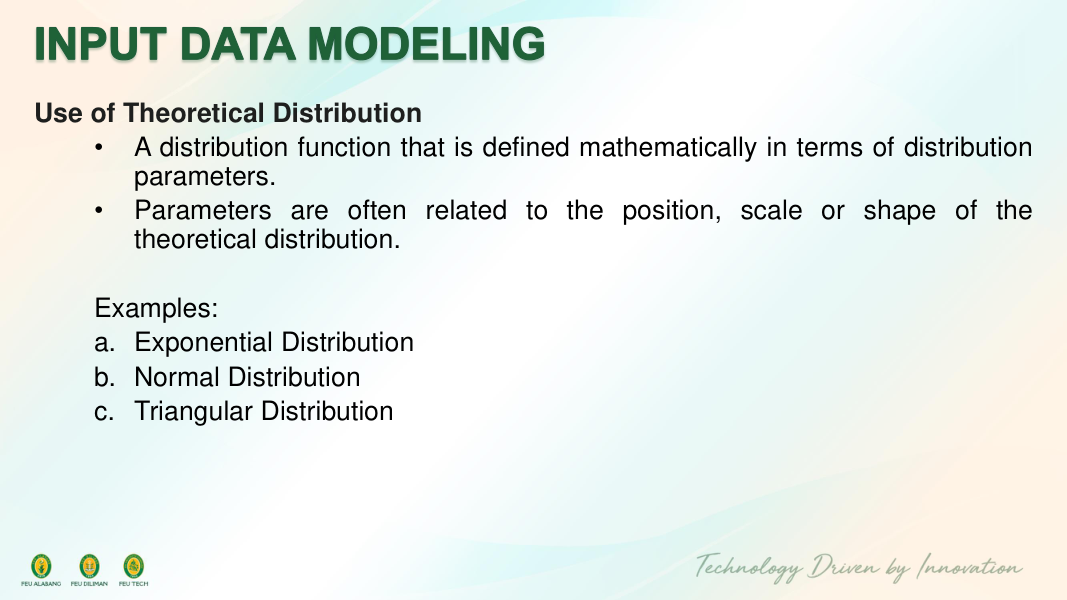 INPUT DATA MODELING
Use of Theoretical Distribution
• A distribution function that is defined mathematically in terms of distribution
parameters.
• Parameters are often related to the position, scale or shape of the
theoretical distribution.
Examples:
a. Exponential Distribution
b. Normal Distribution
c. Triangular Distribution
FEU ALABANG FEU DILIMAN FEU TECH
Technology Driven by Innovation